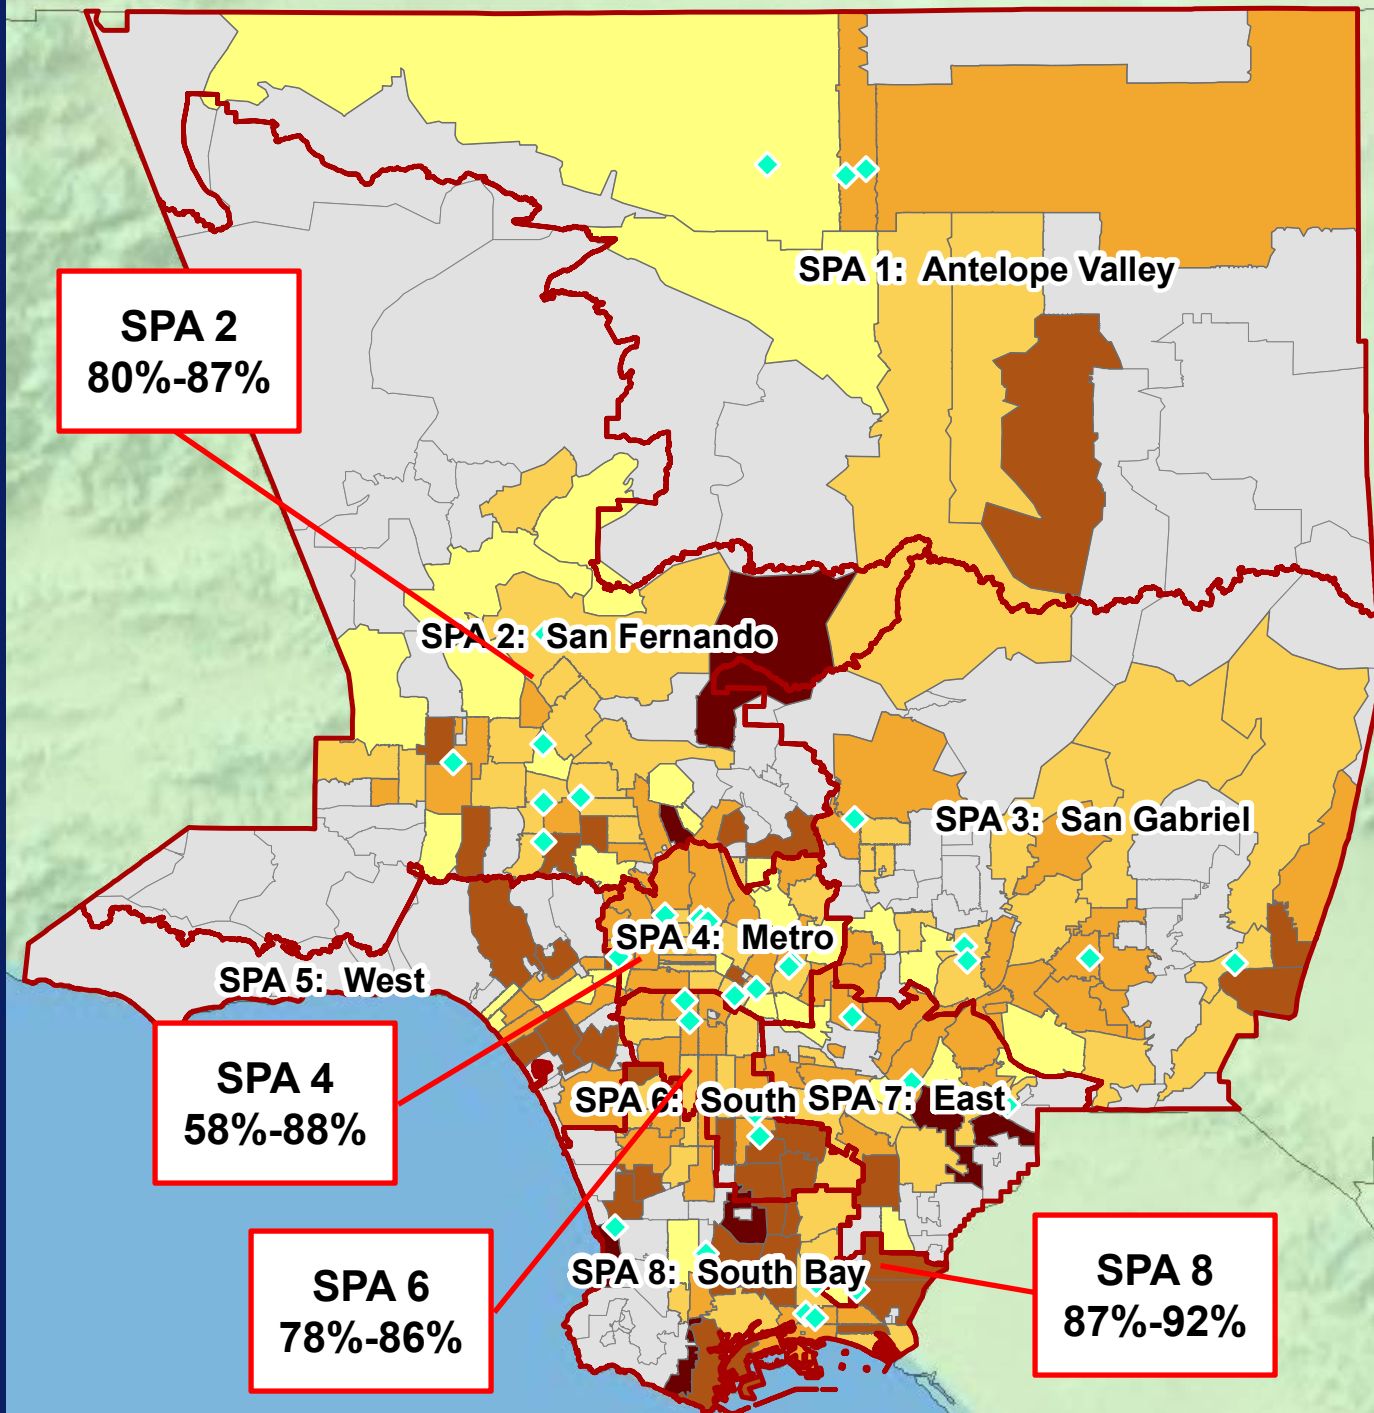 SPA 1: Antelope Valley
SPA 2
80%-87%
SPA 2: San Fernando
SPA 3: San Gabriel
SPA 4: Metro
SPA 5: West
SPA 4
58%-88%
SPA 6: South
SPA 7: East
SPA 8: South Bay
SPA 6
78%-86%
SPA 8
87%-92%